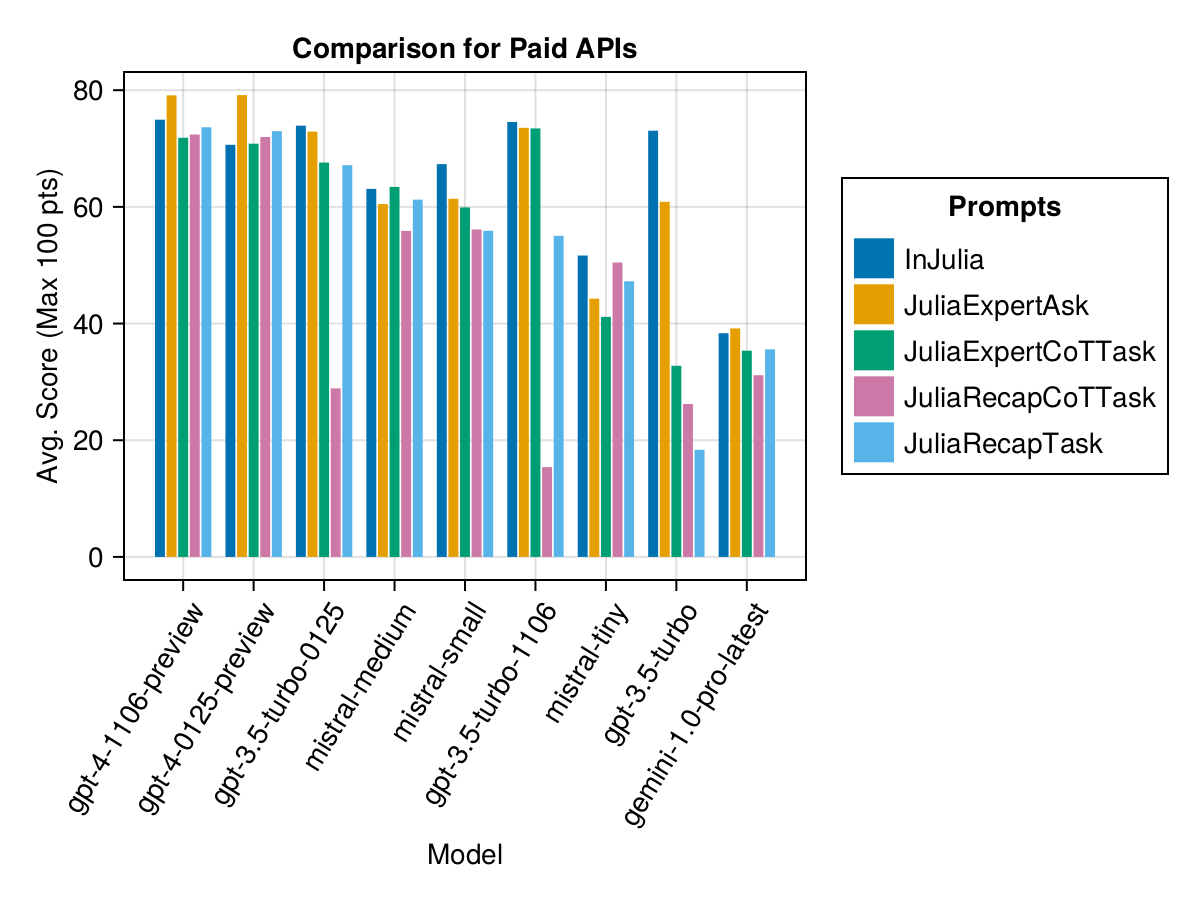 Comparison for Paid APIs
Avg. Score (Max 100 pts)
80
60
40
20
0
gpt-4-1106-preview
gpt-4-0125-preview
gpt-3.5-turbo-0125
mistral-medium
mistral-small
gpt-3.5-turbo-1106
mistral-tiny
gpt-3.5-turbo
gemini-1.0-pro-latest
Model
Prompts
InJulia
JuliaExpertAsk
JuliaExpertCoTTask
JuliaRecapCoTTask
JuliaRecapTask